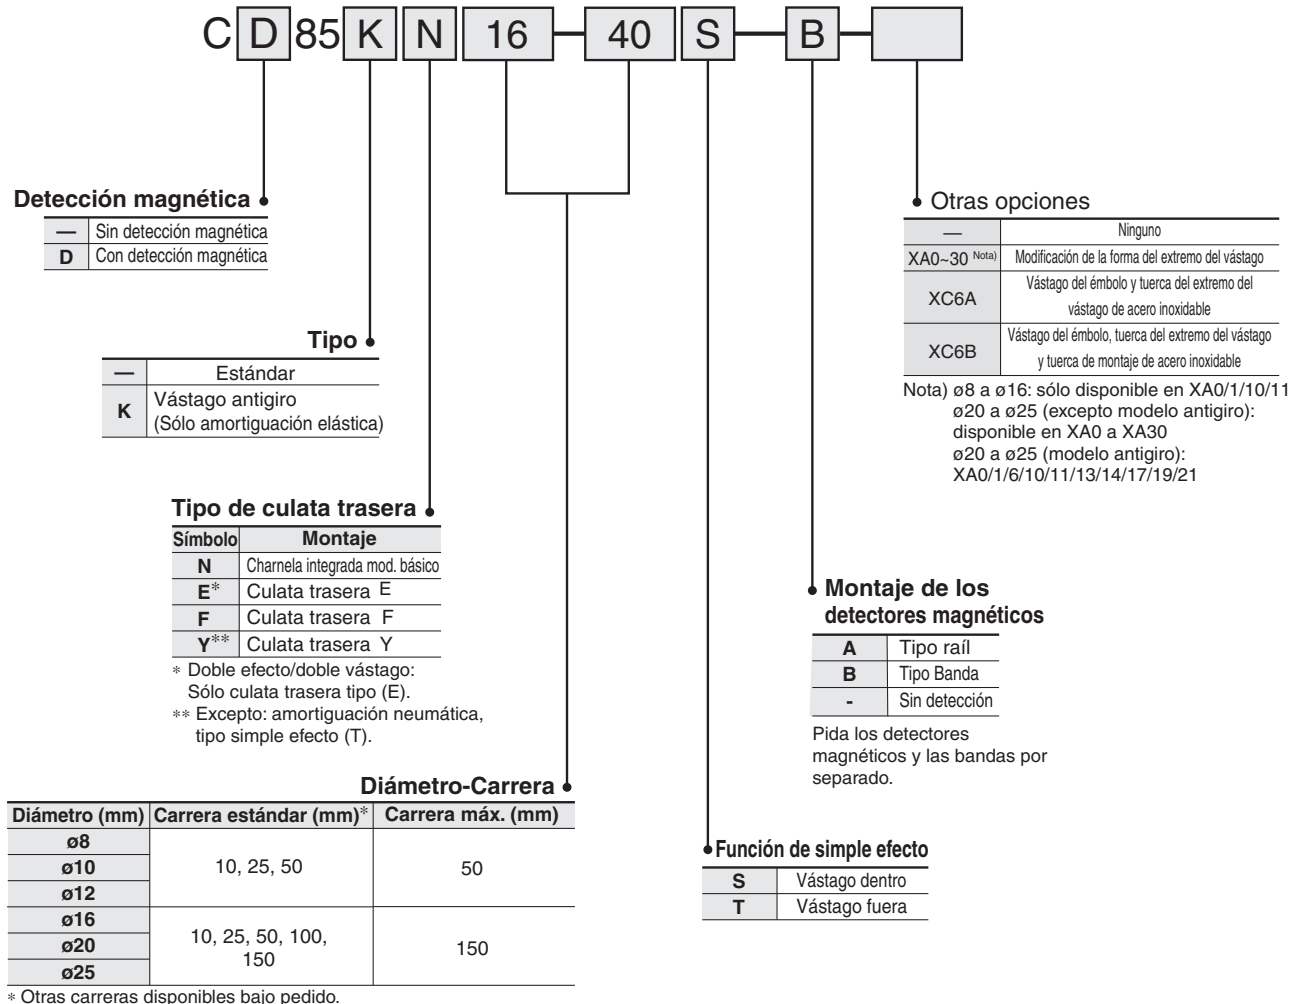 CD85KN16-40S-B-
Detección magnética
— Sin detección magnética
D Con detección magnética
Tipo
— Estándar
K Vástago antigiro
(Sólo amortiguación elástica)
Tipo de culata trasera
Símbolo Montaje
N Charnela integrada mod. básico
E* Culata trasera E
F Culata trasera F
Y** Culata trasera Y
* Doble efecto/doble vástago:
Sólo culata trasera tipo (E).
** Excepto: amortiguación neumática,
tipo simple efecto (T).
Diámetro-Carrera
Diámetro (mm) Carrera estándar (mm)* Carrera máx. (mm)
ø8
ø10 10, 25, 50 50
ø12
ø16
ø20 10, 25, 50, 100, 150
150
ø25
* Otras carreras disponibles bajo pedido.
Otras opciones
— Ninguno
XA0~30 Nota) Modificación de la forma del extremo del vástago
XC6A Vástago del émbolo y tuerca del extremo del
vástago de acero inoxidable
XC6B Vástago del émbolo, tuerca del extremo del vástago
y tuerca de montaje de acero inoxidable
Nota) ø8 a ø16: sólo disponible en XA0/1/10/11
ø20 a ø25 (excepto modelo antigiro):
disponible en XA0 a XA30
ø20 a ø25 (modelo antigiro):
XA0/1/6/10/11/13/14/17/19/21
Montaje de los
detectores magnéticos
A Tipo raíl
B Tipo Banda
- Sin detección
Pida los detectores
magnéticos y las bandas por
separado.
Función de simple efecto
S Vástago dentro
T Vástago fuera